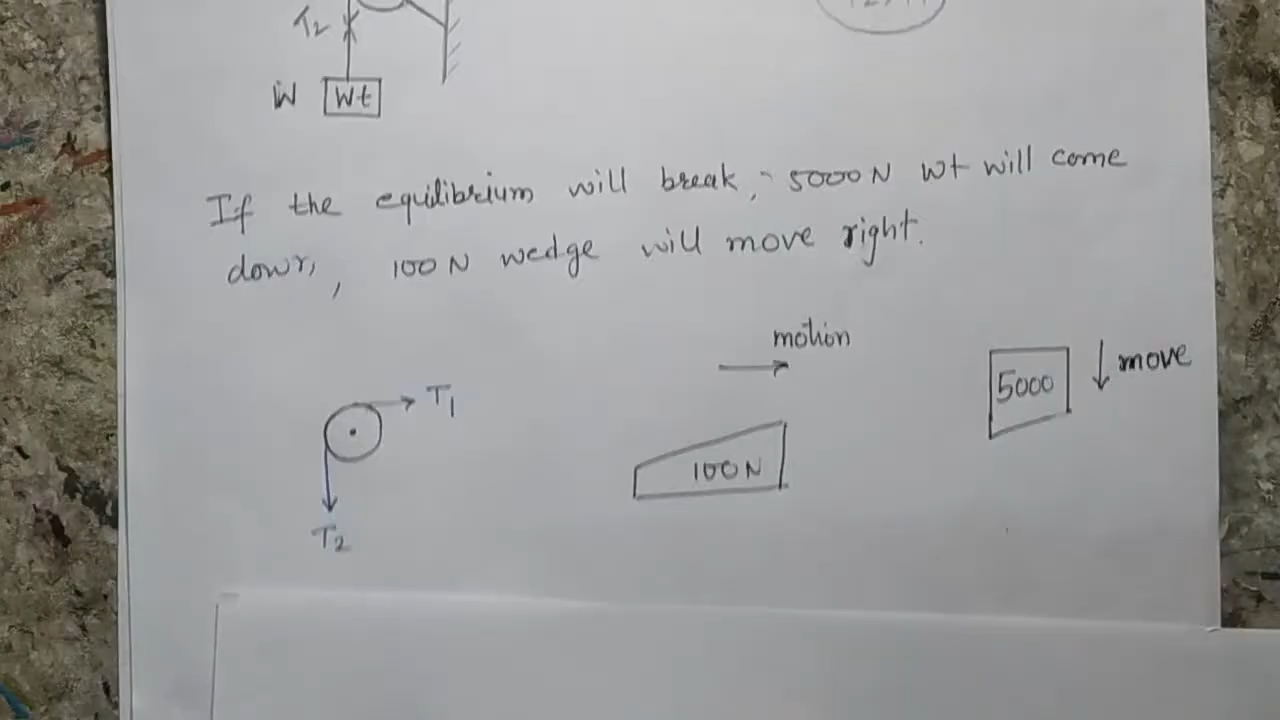 T2
W Wt
If the equilibrium will break, 5000 N wt will come
down, 100 N wedge will move right.
motion
5000 move
T1
100 N
T2